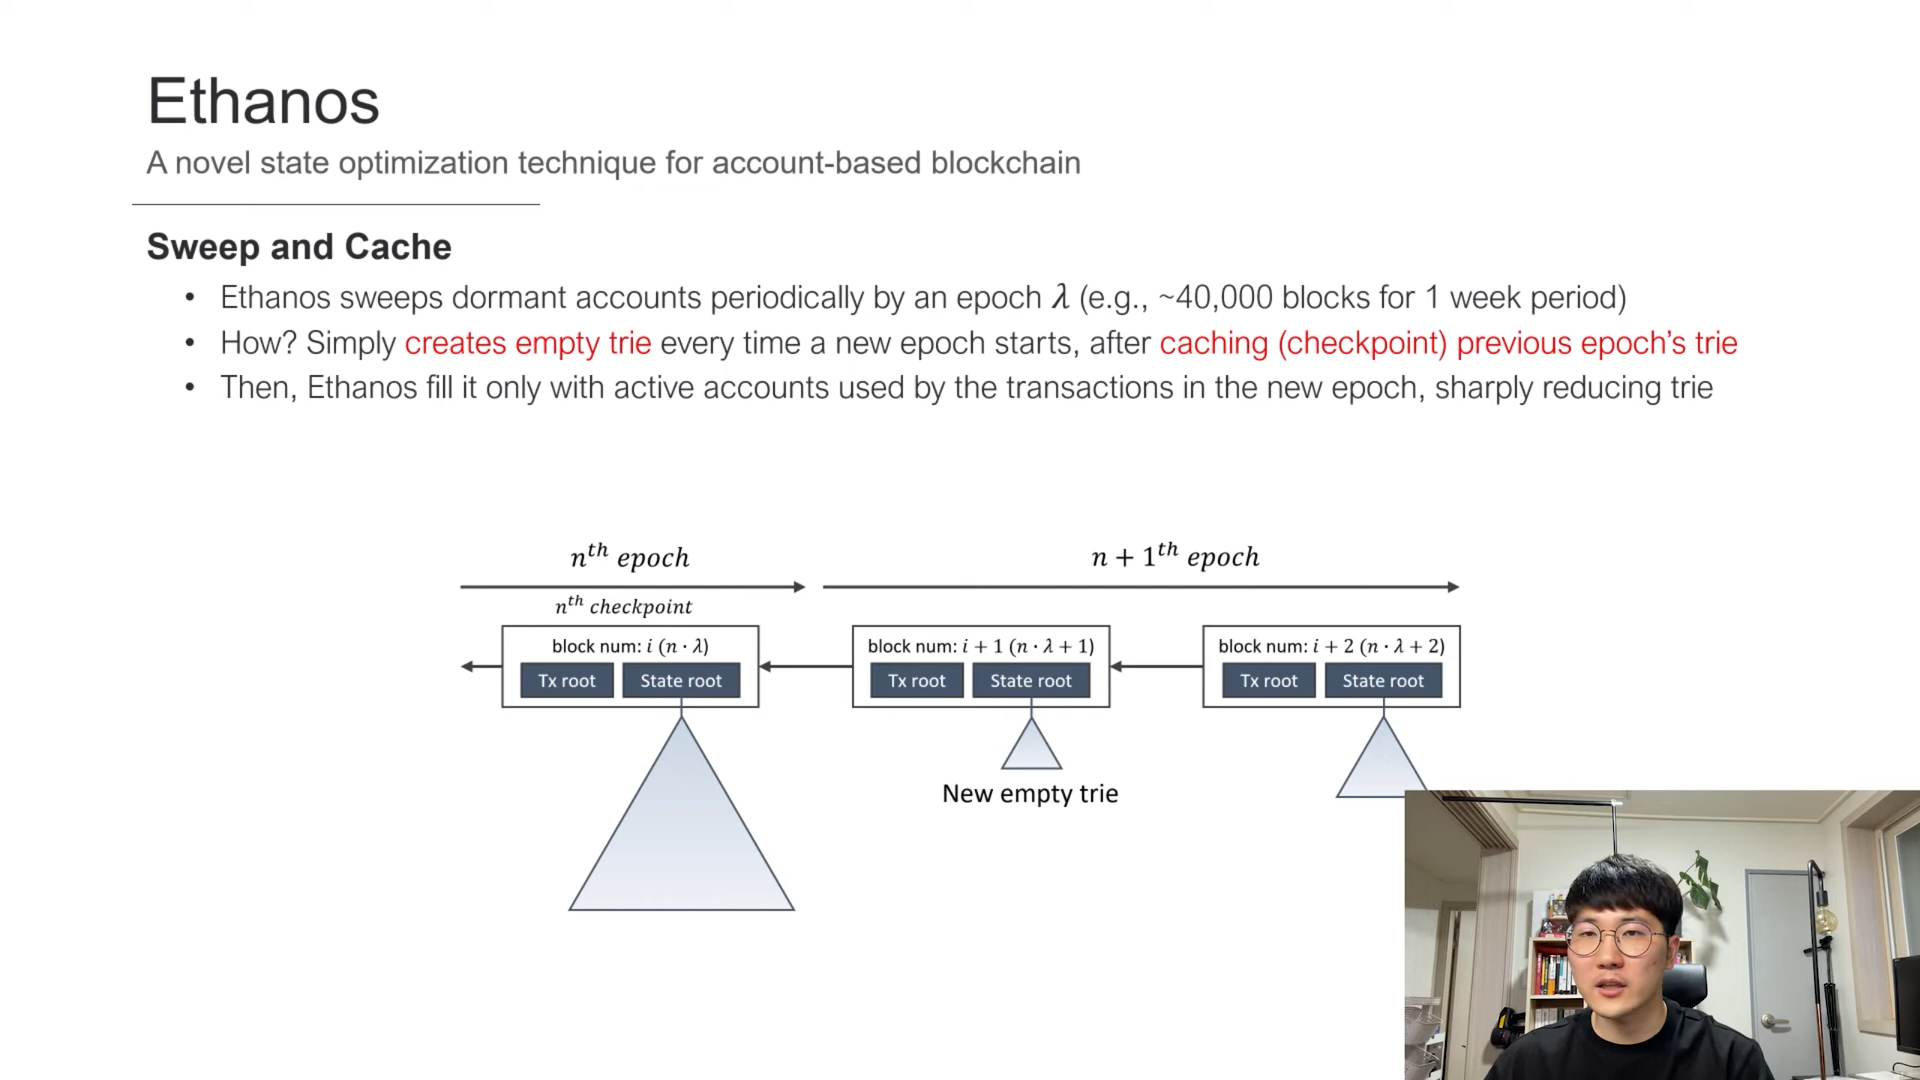 Ethanos
A novel state optimization technique for account-based blockchain
Sweep and Cache
• Ethanos sweeps dormant accounts periodically by an epoch λ (e.g., ~40,000 blocks for 1 week period)
• How? Simply creates empty trie every time a new epoch starts, after caching (checkpoint) previous epoch’s trie
• Then, Ethanos fill it only with active accounts used by the transactions in the new epoch, sharply reducing trie
nᵗʰ epoch
n + 1ᵗʰ epoch
nᵗʰ checkpoint
block num: i (n · λ)
Tx root State root
block num: i + 1 (n · λ + 1)
Tx root State root
block num: i + 2 (n · λ + 2)
Tx root State root
New empty trie